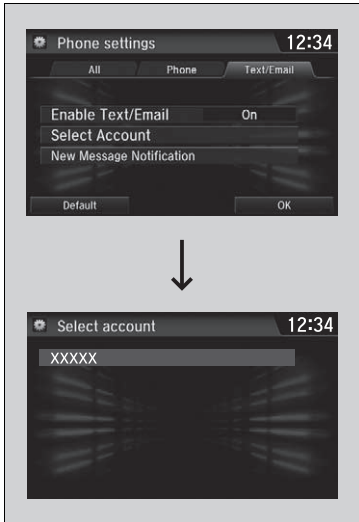 Phone settings 12:34
All Phone Text/Email
Enable Text/Email On
Select Account
New Message Notification
Default OK
Select account 12:34
XXXXX